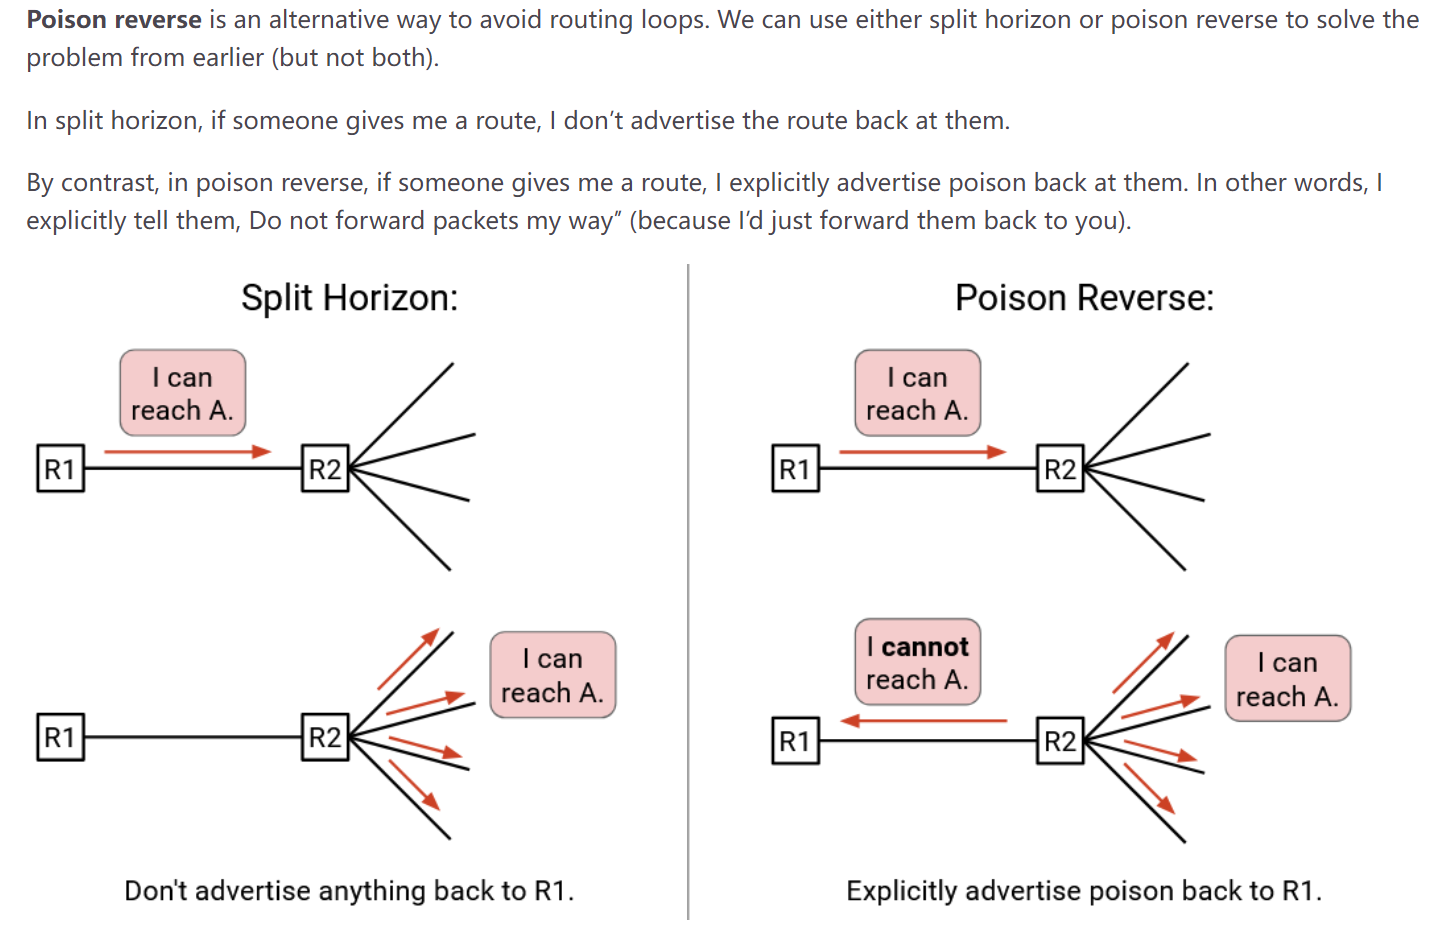 Poison reverse is an alternative way to avoid routing loops. We can use either split horizon or poison reverse to solve the
problem from earlier (but not both).
In split horizon, if someone gives me a route, I don’t advertise the route back at them.
By contrast, in poison reverse, if someone gives me a route, I explicitly advertise poison back at them. In other words, I
explicitly tell them, Do not forward packets my way” (because I’d just forward them back to you).
Split Horizon:
I can
reach A.
R1
R2
I can
reach A.
R1
R2
Don't advertise anything back to R1.
Poison Reverse:
I can
reach A.
R1
R2
I cannot
reach A.
I can
reach A.
R1
R2
Explicitly advertise poison back to R1.